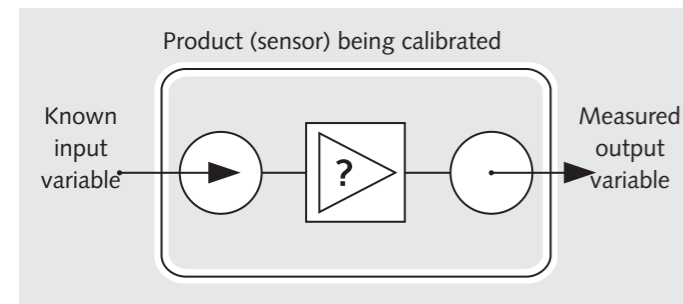 Product (sensor) being calibrated
Known
input
variable
?
Measured
output
variable